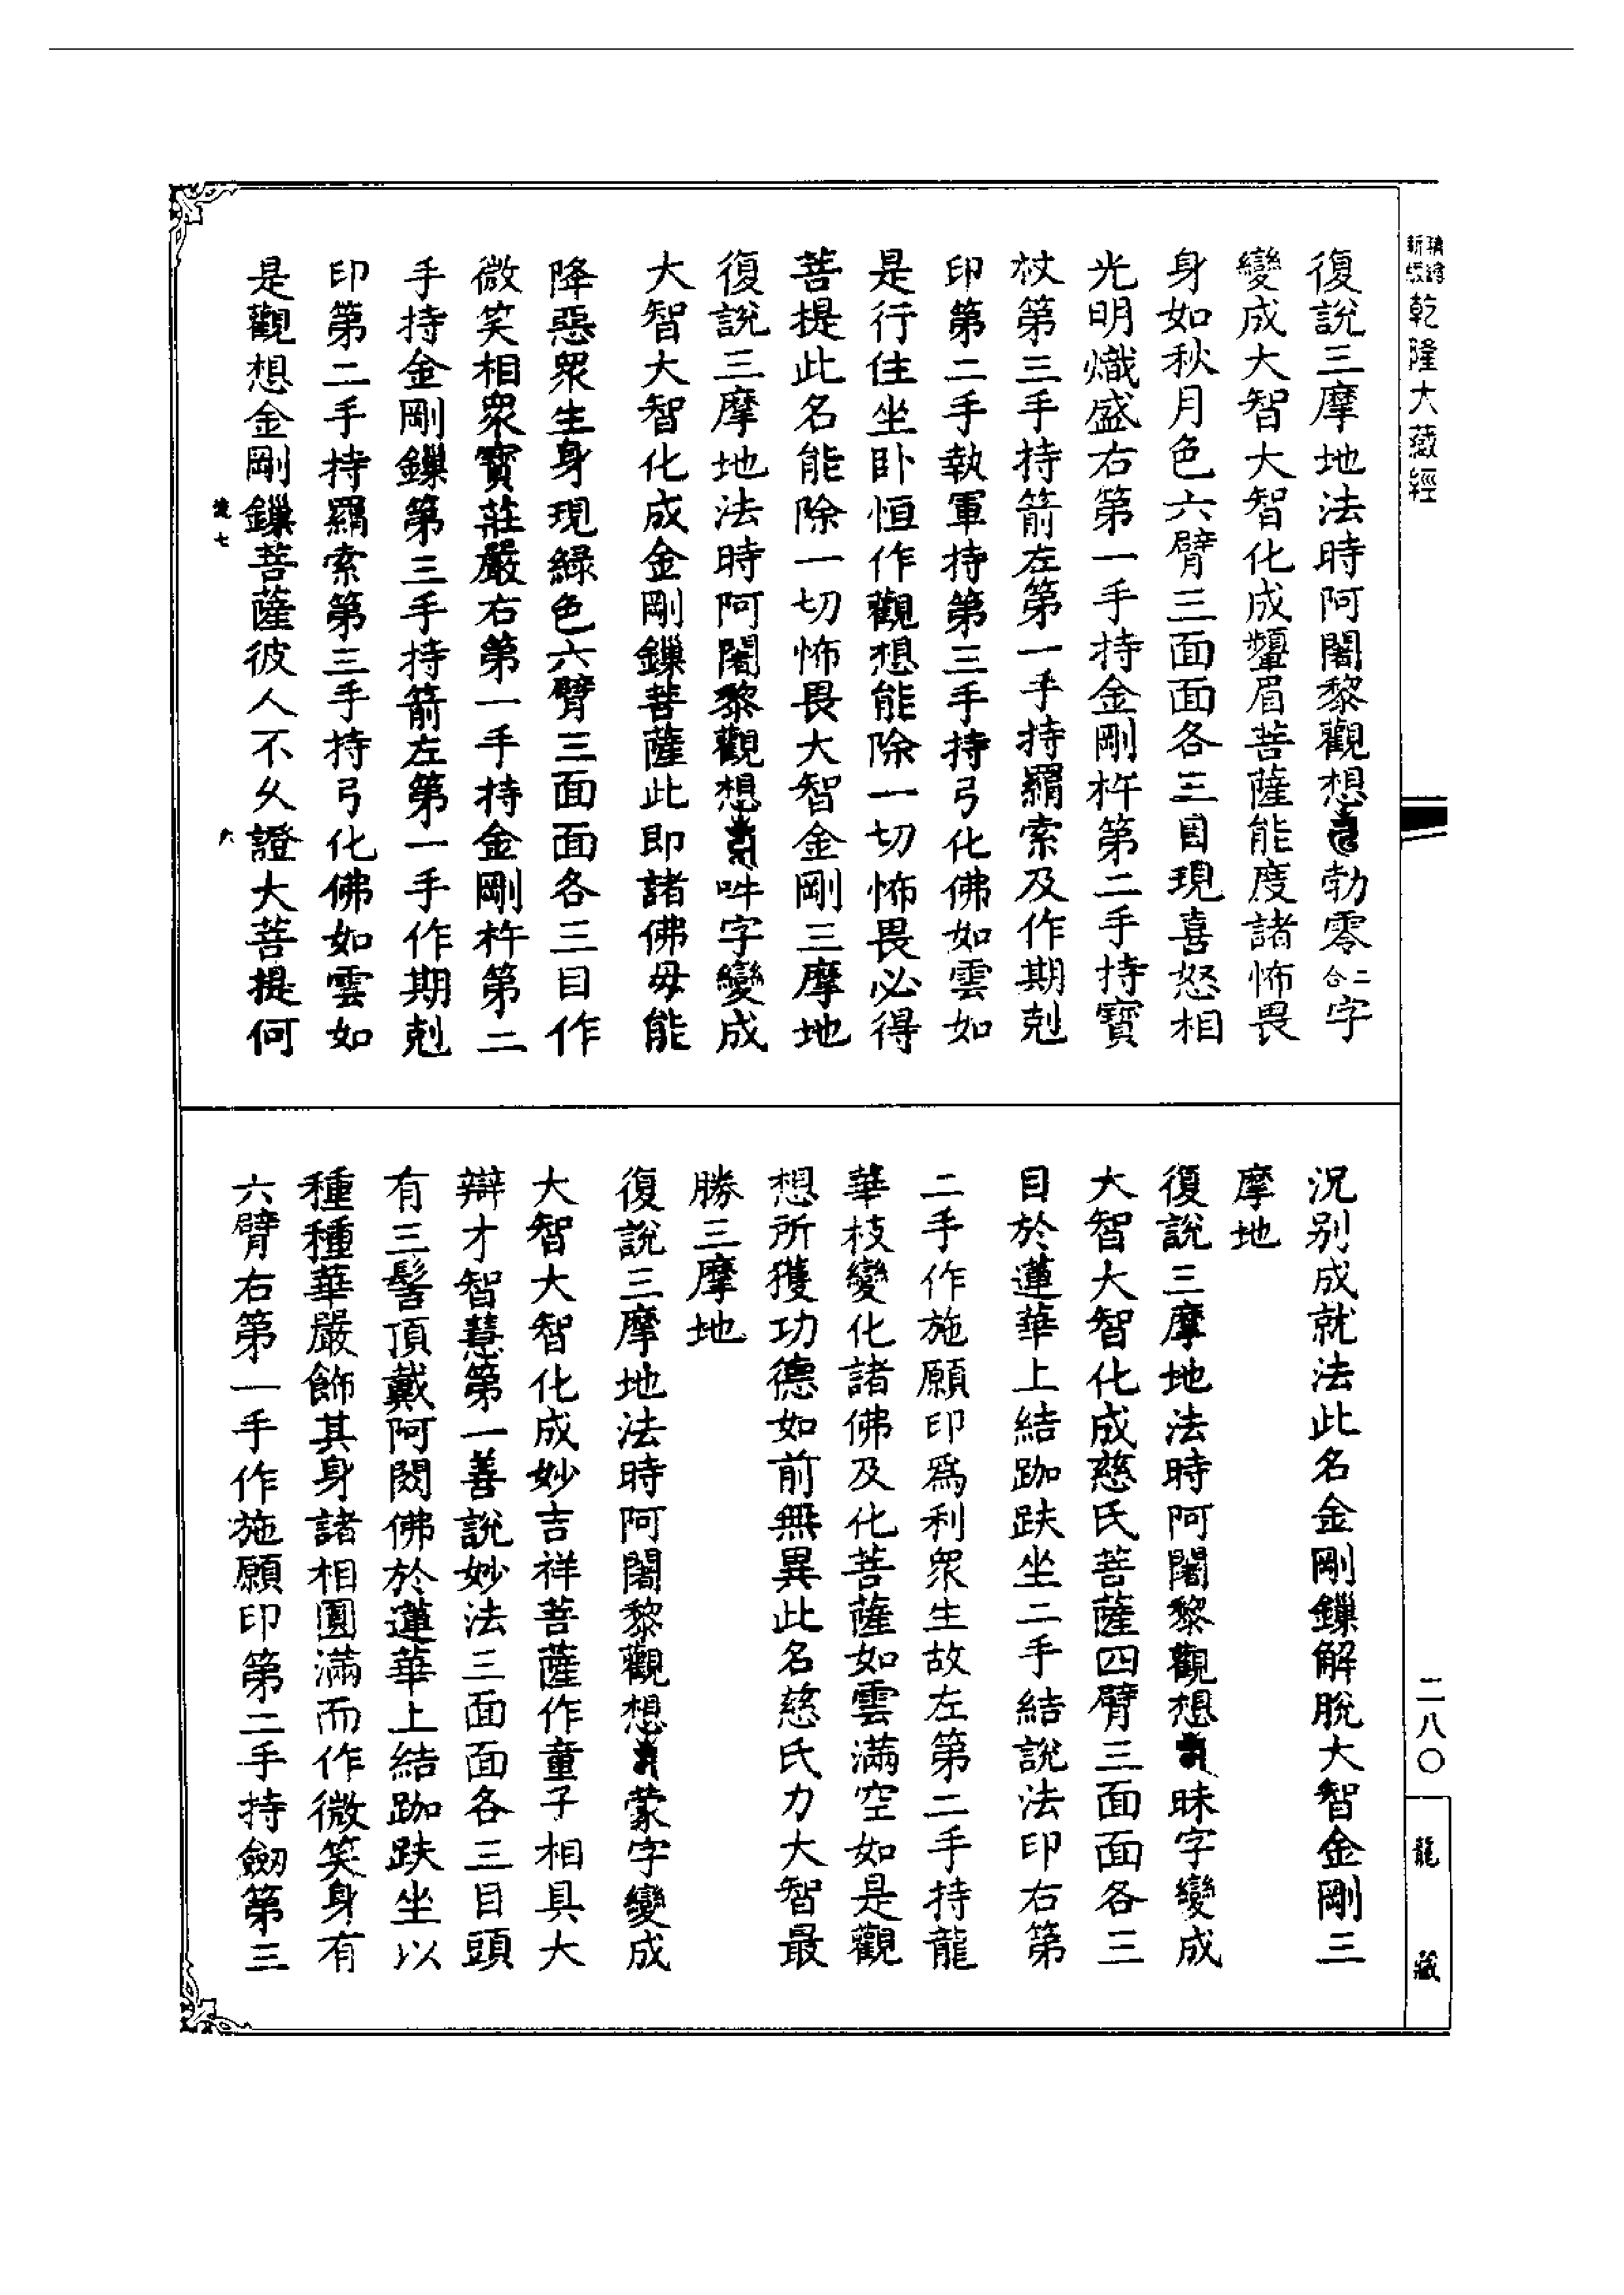 乾隆大藏經
復說三摩地法時阿闍黎觀想勃零二合字
變成大智大智化成顰眉菩薩能度諸怖畏
身如秋月色六臂三面面各三目現喜怒相
光明熾盛右第一手持金剛杵第二手持寶
杖第三手持箭左第一手持羂索及作期剋
印第二手執軍持第三手持弓化佛如雲如
是行住坐卧恒作觀想能除一切怖畏必得
菩提此名能除一切怖畏大智金剛三摩地
復說三摩地法時阿闍黎觀想吽字變成
大智大智化成金剛鏁菩薩此即諸佛毋能
降惡眾生身現綠色六臂三面面各三目作
微笑相眾寶莊嚴右第一手持金剛杵第二
手持金剛鏁第三手持箭左第一手作期剋
印第二手持羂索第三手持弓化佛如雲如
是觀想金剛鏁菩薩彼人不久證大菩提何
六
況别成就法此名金剛鏁解脫大智金剛三
摩地
復說三摩地法時阿闍黎觀想昧字變成
大智大智化成慈氏菩薩四臂三面面各三
目於蓮華上結跏趺坐二手結說法印右第
二手作施願印爲利眾生故左第二手持龍
華枝變化諸佛及化菩薩如雲滿空如是觀
想所獲功德如前無異此名慈氏力大智最
勝三摩地
復說三摩地法時阿闍黎觀想蒙字變成
大智大智化成妙吉祥菩薩作童子相具大
辯才智慧第一善說妙法三面面各三目頭
有三髻頂戴阿閦佛於蓮華上結跏趺坐以
種種華嚴飾其身諸相圓滿而作微笑身有
六臂右第一手作施願印第二手持劒第三
二八〇
龍藏